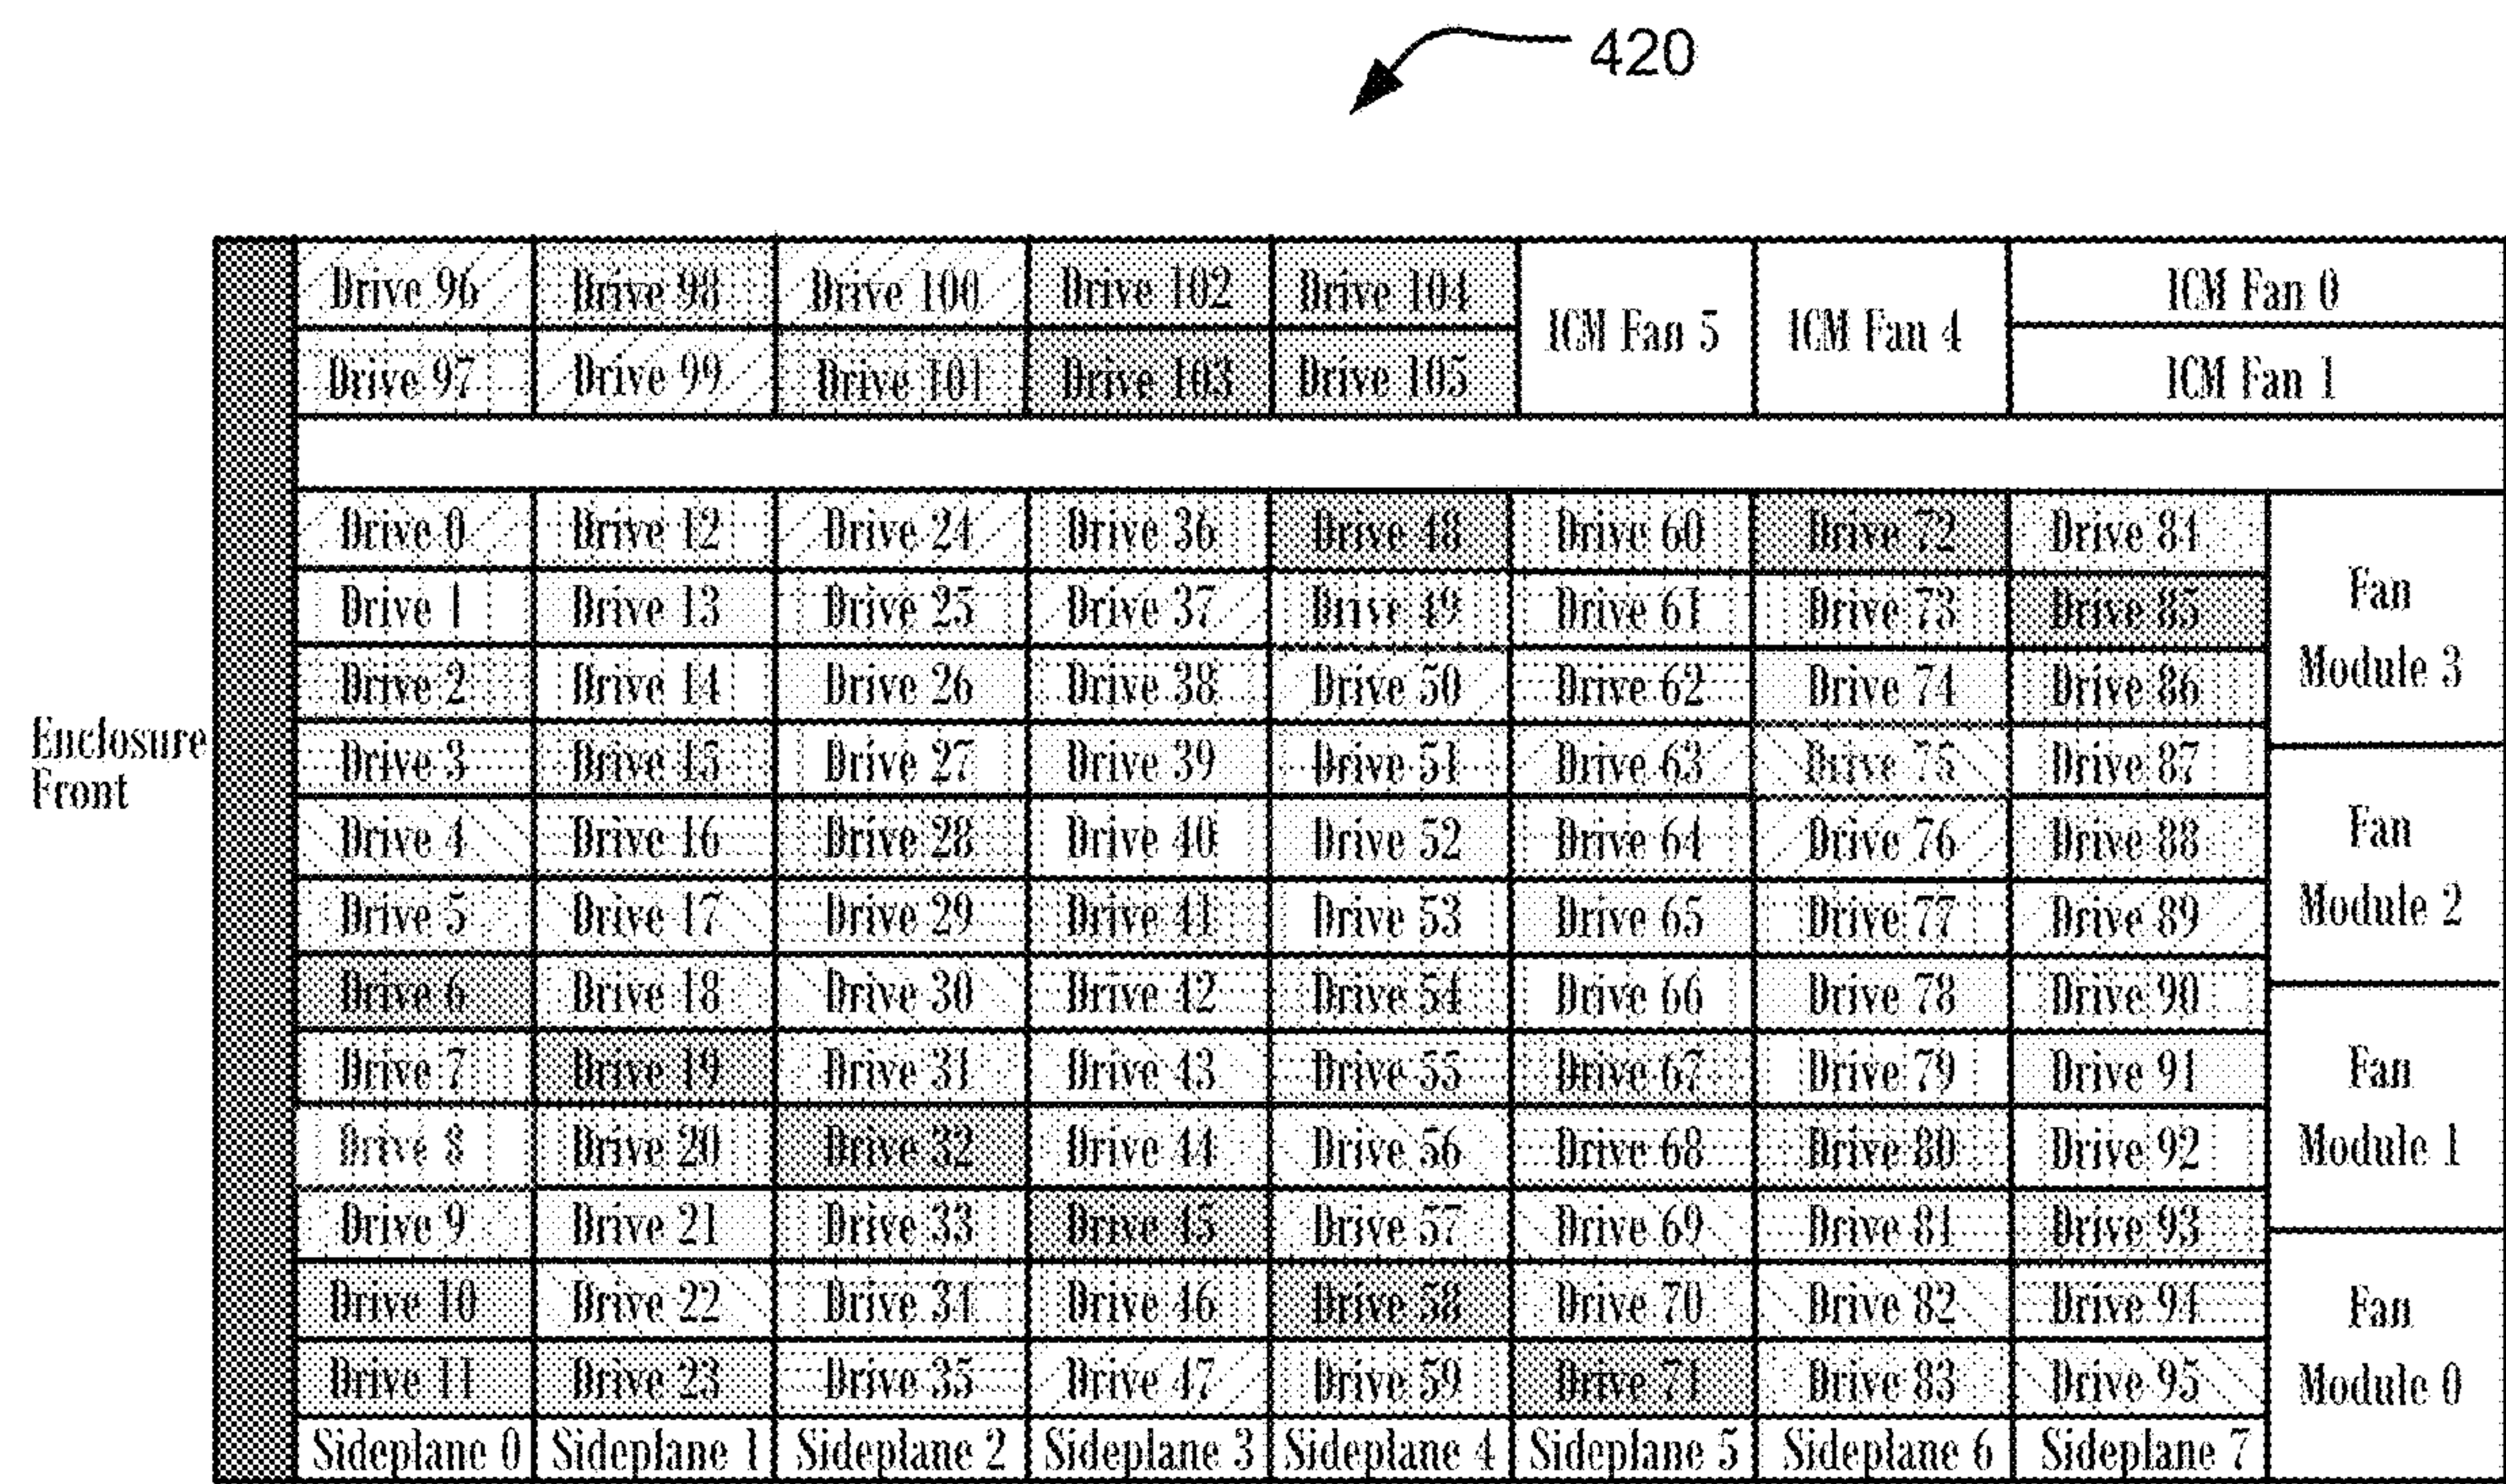 420
Drive 96 Drive 98 Drive 100 Drive 102 Drive 104 ICM Fan 5 ICM Fan 4 ICM Fan 0
Drive 97 Drive 99 Drive 101 Drive 103 Drive 105 ICM Fan 1
Enclosure
Front
Drive 0 Drive 12 Drive 24 Drive 36 Drive 48 Drive 60 Drive 72 Drive 84
Drive 1 Drive 13 Drive 25 Drive 37 Drive 49 Drive 61 Drive 73 Drive 85
Drive 2 Drive 14 Drive 26 Drive 38 Drive 50 Drive 62 Drive 74 Drive 86
Drive 3 Drive 15 Drive 27 Drive 39 Drive 51 Drive 63 Drive 75 Drive 87
Drive 4 Drive 16 Drive 28 Drive 40 Drive 52 Drive 64 Drive 76 Drive 88
Drive 5 Drive 17 Drive 29 Drive 41 Drive 53 Drive 65 Drive 77 Drive 89
Drive 6 Drive 18 Drive 30 Drive 42 Drive 54 Drive 66 Drive 78 Drive 90
Drive 7 Drive 19 Drive 31 Drive 43 Drive 55 Drive 67 Drive 79 Drive 91
Drive 8 Drive 20 Drive 32 Drive 44 Drive 56 Drive 68 Drive 80 Drive 92
Drive 9 Drive 21 Drive 33 Drive 45 Drive 57 Drive 69 Drive 81 Drive 93
Drive 10 Drive 22 Drive 34 Drive 46 Drive 58 Drive 70 Drive 82 Drive 94
Drive 11 Drive 23 Drive 35 Drive 47 Drive 59 Drive 71 Drive 83 Drive 95
Sideplane 0 Sideplane 1 Sideplane 2 Sideplane 3 Sideplane 4 Sideplane 5 Sideplane 6 Sideplane 7
Fan
Module 3
Fan
Module 2
Fan
Module 1
Fan
Module 0